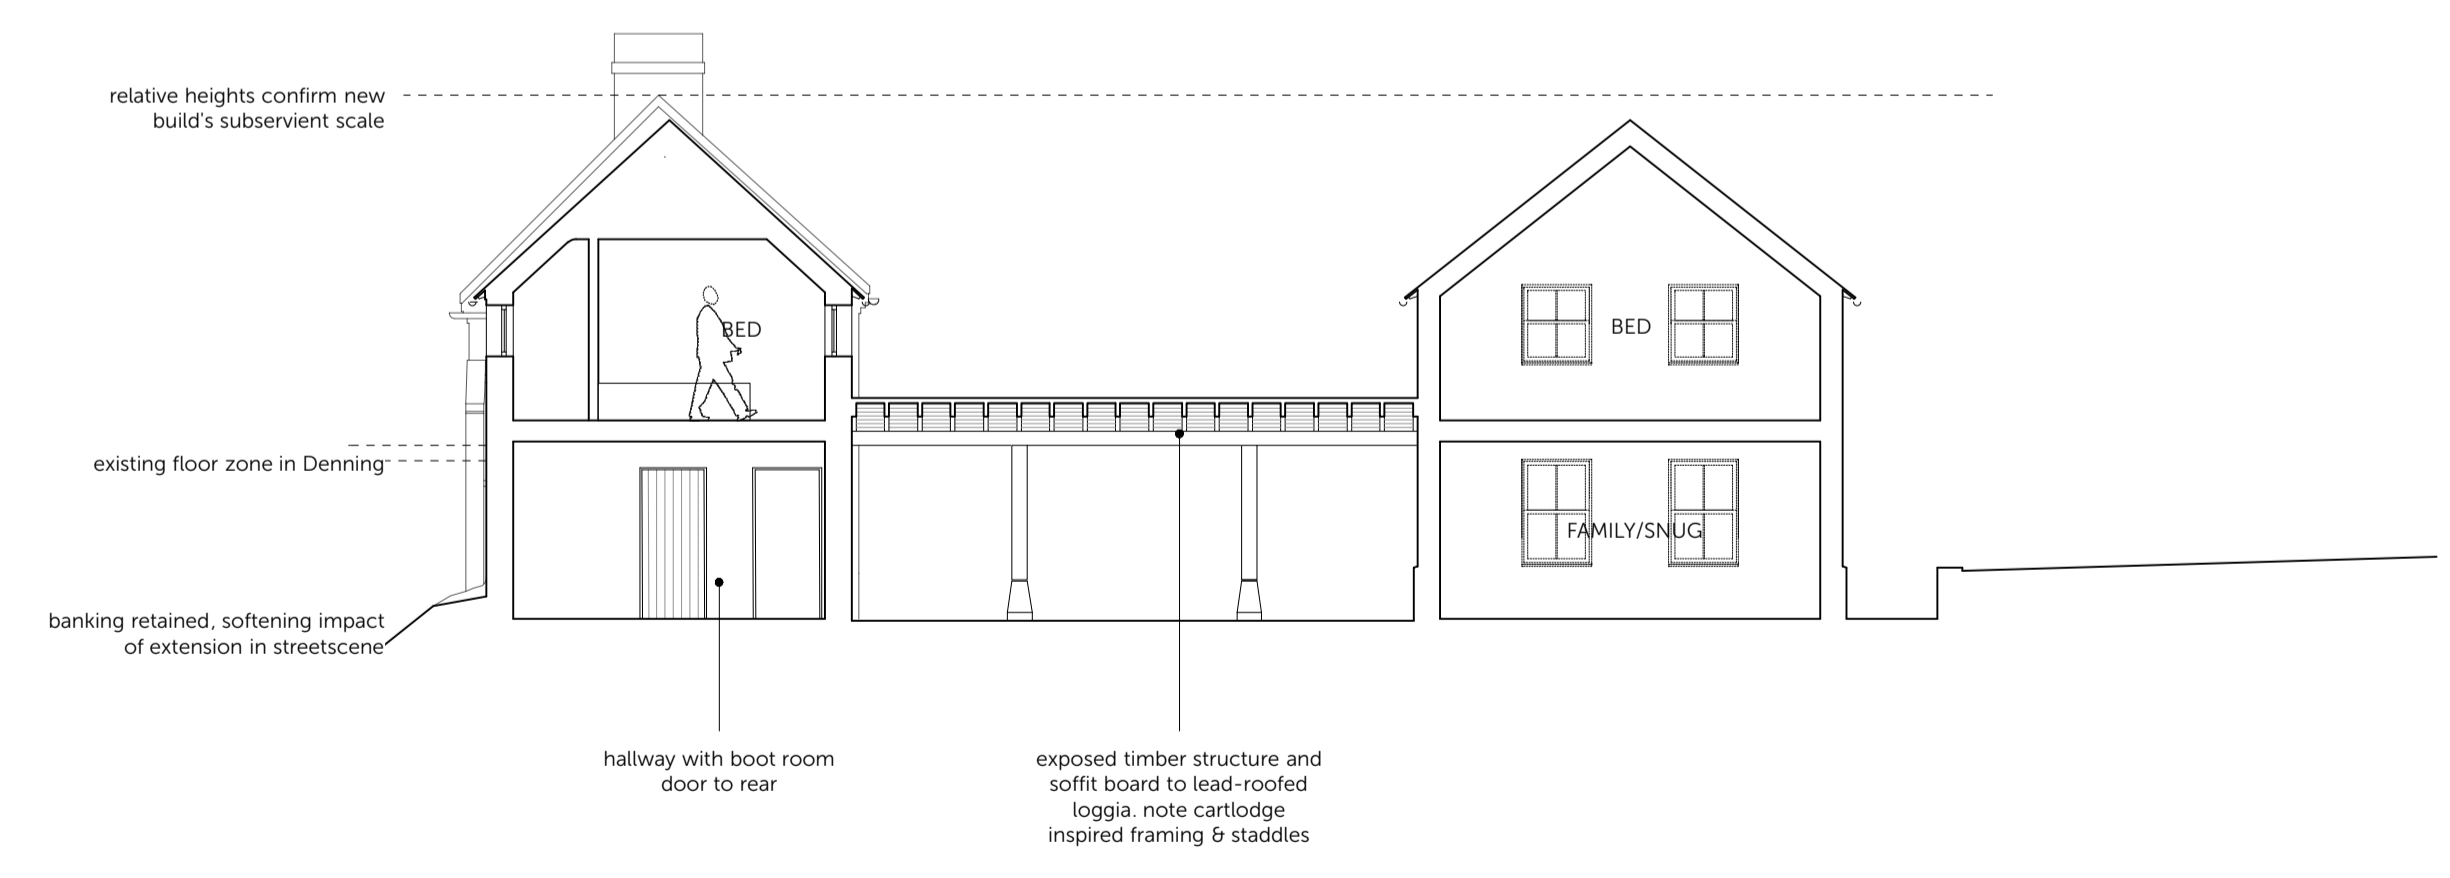 relative heights confirm new
build's subservient scale
BED
BED
existing floor zone in Denning
FAMILY/SNUG
banking retained, softening impact
of extension in streetscene
hallway with boot room
door to rear
exposed timber structure and
soffit board to lead-roofed
loggia. note cartlodge
inspired framing & staddles